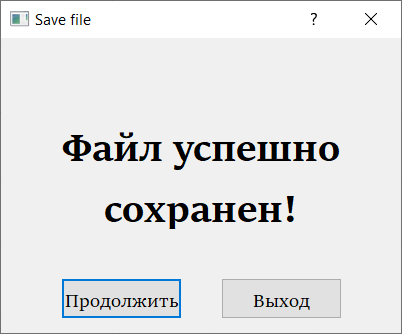 Save file
?
Файл успешно
сохранен!
Продолжить
Выход